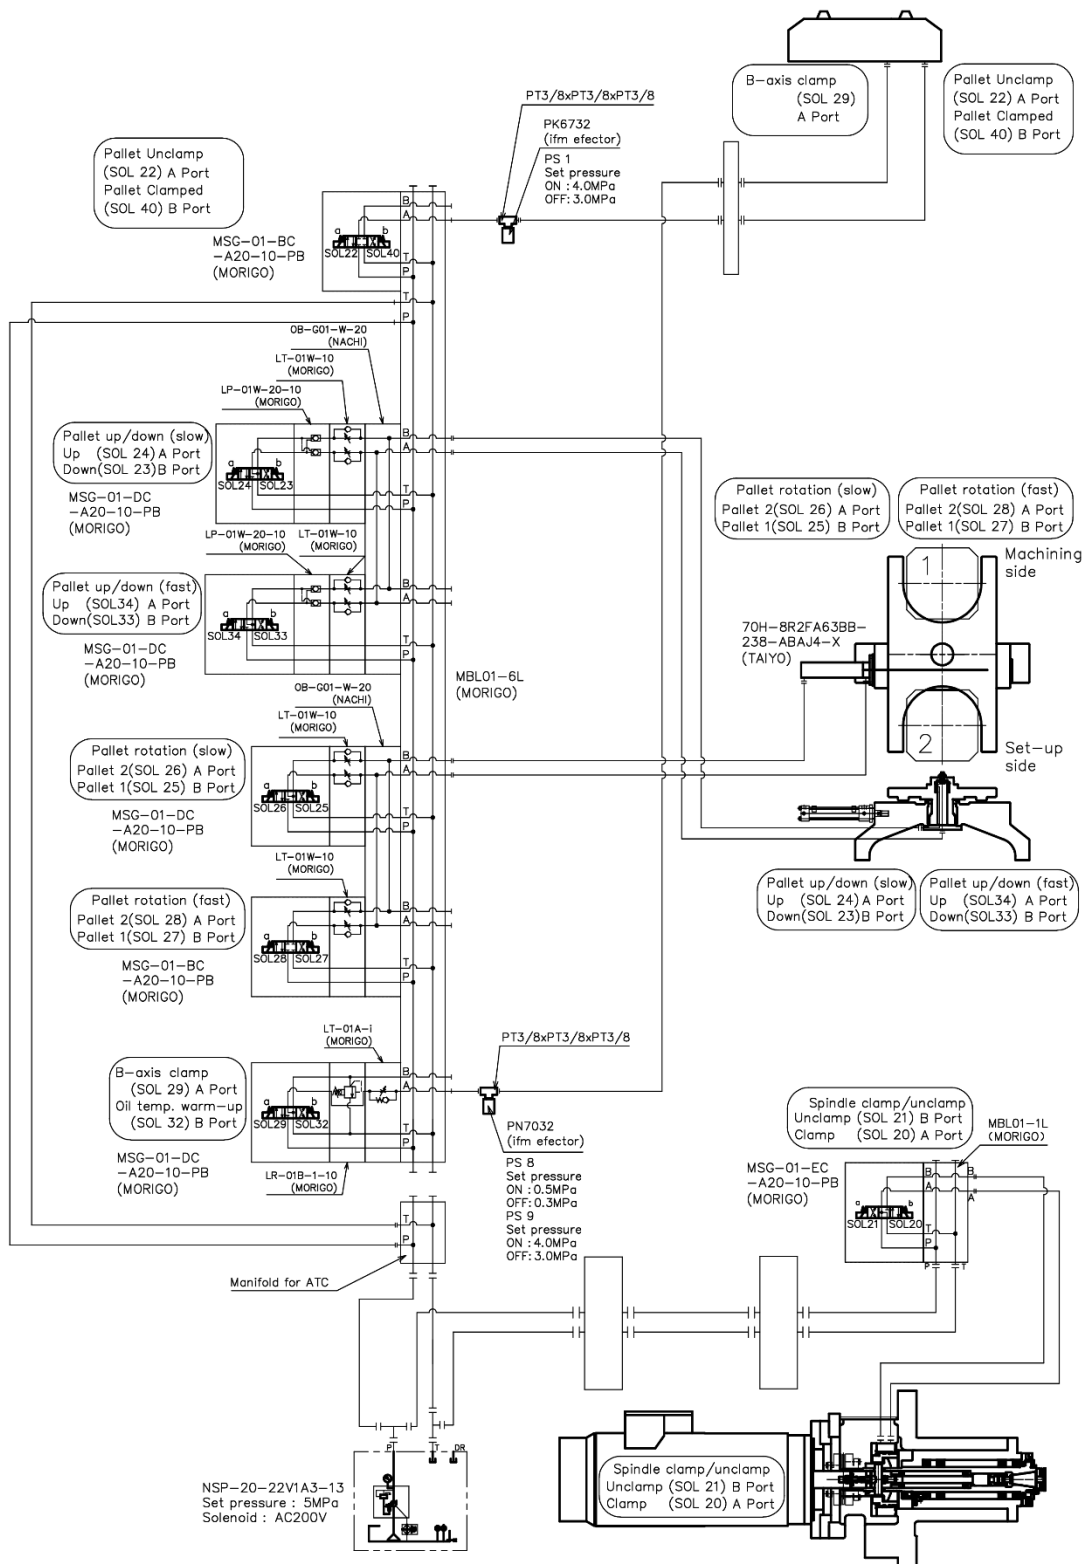 B-axis clamp
(SOL 29)
A Port
Pallet Unclamp
(SOL 22) A Port
Pallet Clamped
(SOL 40) B Port
PT3/8xPT3/8xPT3/8
PK6732
(ifm efector)
PS 1
Set pressure
ON : 4.0MPa
OFF: 3.0MPa
Pallet Unclamp
(SOL 22) A Port
Pallet Clamped
(SOL 40) B Port
MSG-01-BC
-A20-10-PB
(MORIGO)
a b
SOL22 SOL40
B
A
T
P
T
P
OB-G01-W-20
(NACHI)
LT-01W-10
(MORIGO)
LP-01W-20-10
(MORIGO)
Pallet up/down (slow)
Up (SOL 24) A Port
Down(SOL 23) B Port
MSG-01-DC
-A20-10-PB
(MORIGO)
a b
SOL24 SOL23
B
A
T
P
LP-01W-20-10
(MORIGO)
LT-01W-10
(MORIGO)
Pallet up/down (fast)
Up (SOL34) A Port
Down(SOL33) B Port
MSG-01-DC
-A20-10-PB
(MORIGO)
a b
SOL34 SOL33
B
A
T
P
MBL01-6L
(MORIGO)
OB-G01-W-20
(NACHI)
LT-01W-10
(MORIGO)
Pallet rotation (slow)
Pallet 2(SOL 26) A Port
Pallet 1(SOL 25) B Port
MSG-01-DC
-A20-10-PB
(MORIGO)
a b
SOL26 SOL25
B
A
T
P
LT-01W-10
(MORIGO)
Pallet rotation (fast)
Pallet 2(SOL 28) A Port
Pallet 1(SOL 27) B Port
MSG-01-BC
-A20-10-PB
(MORIGO)
a b
SOL28 SOL27
B
A
T
P
LT-01A-i
(MORIGO)
B-axis clamp
(SOL 29) A Port
Oil temp. warm-up
(SOL 32) B Port
MSG-01-DC
-A20-10-PB
(MORIGO)
a b
SOL29 SOL32
B
A
T
P
LR-01B-1-10
(MORIGO)
PT3/8xPT3/8xPT3/8
PN7032
(ifm efector)
PS 8
Set pressure
ON : 0.5MPa
OFF: 0.3MPa
PS 9
Set pressure
ON : 4.0MPa
OFF: 3.0MPa
T
P
Manifold for ATC
Pallet rotation (slow)
Pallet 2(SOL 26) A Port
Pallet 1(SOL 25) B Port
Pallet rotation (fast)
Pallet 2(SOL 28) A Port
Pallet 1(SOL 27) B Port
1
Machining
side
70H-8R2FA63BB-
238-ABAJ4-X
(TAIYO)
2
Set-up
side
Pallet up/down (slow)
Up (SOL 24) A Port
Down(SOL 23) B Port
Pallet up/down (fast)
Up (SOL34) A Port
Down(SOL33) B Port
Spindle clamp/unclamp
Unclamp (SOL 21) B Port
Clamp (SOL 20) A Port
MBL01-1L
(MORIGO)
MSG-01-EC
-A20-10-PB
(MORIGO)
a b
SOL21 SOL20
B B
A A
T
P
P T
P T DR
NSP-20-22V1A3-13
Set pressure : 5MPa
Solenoid : AC200V
Spindle clamp/unclamp
Unclamp (SOL 21) B Port
Clamp (SOL 20) A Port